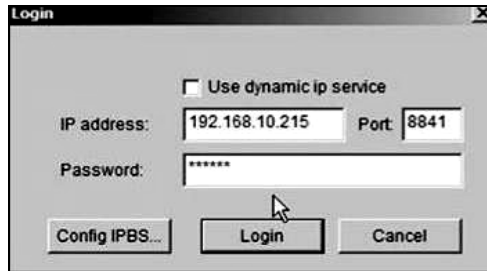 Login
Use dynamic ip service
IP address: 192.168.10.215 Port: 8841
Password: ******
Config IPBS... Login Cancel